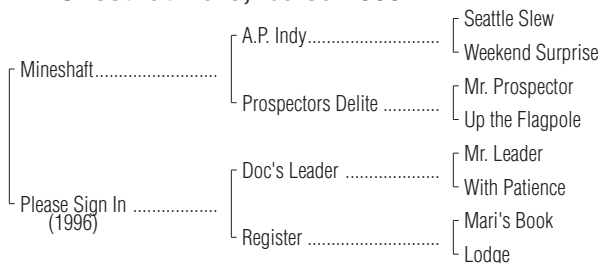 Seattle Slew
A.P. Indy
Weekend Surprise
Mineshaft
Mr. Prospector
Prospectors Delite
Up the Flagpole
Mr. Leader
Doc's Leader
With Patience
Please Sign In
(1996)
Mari's Book
Register
Lodge